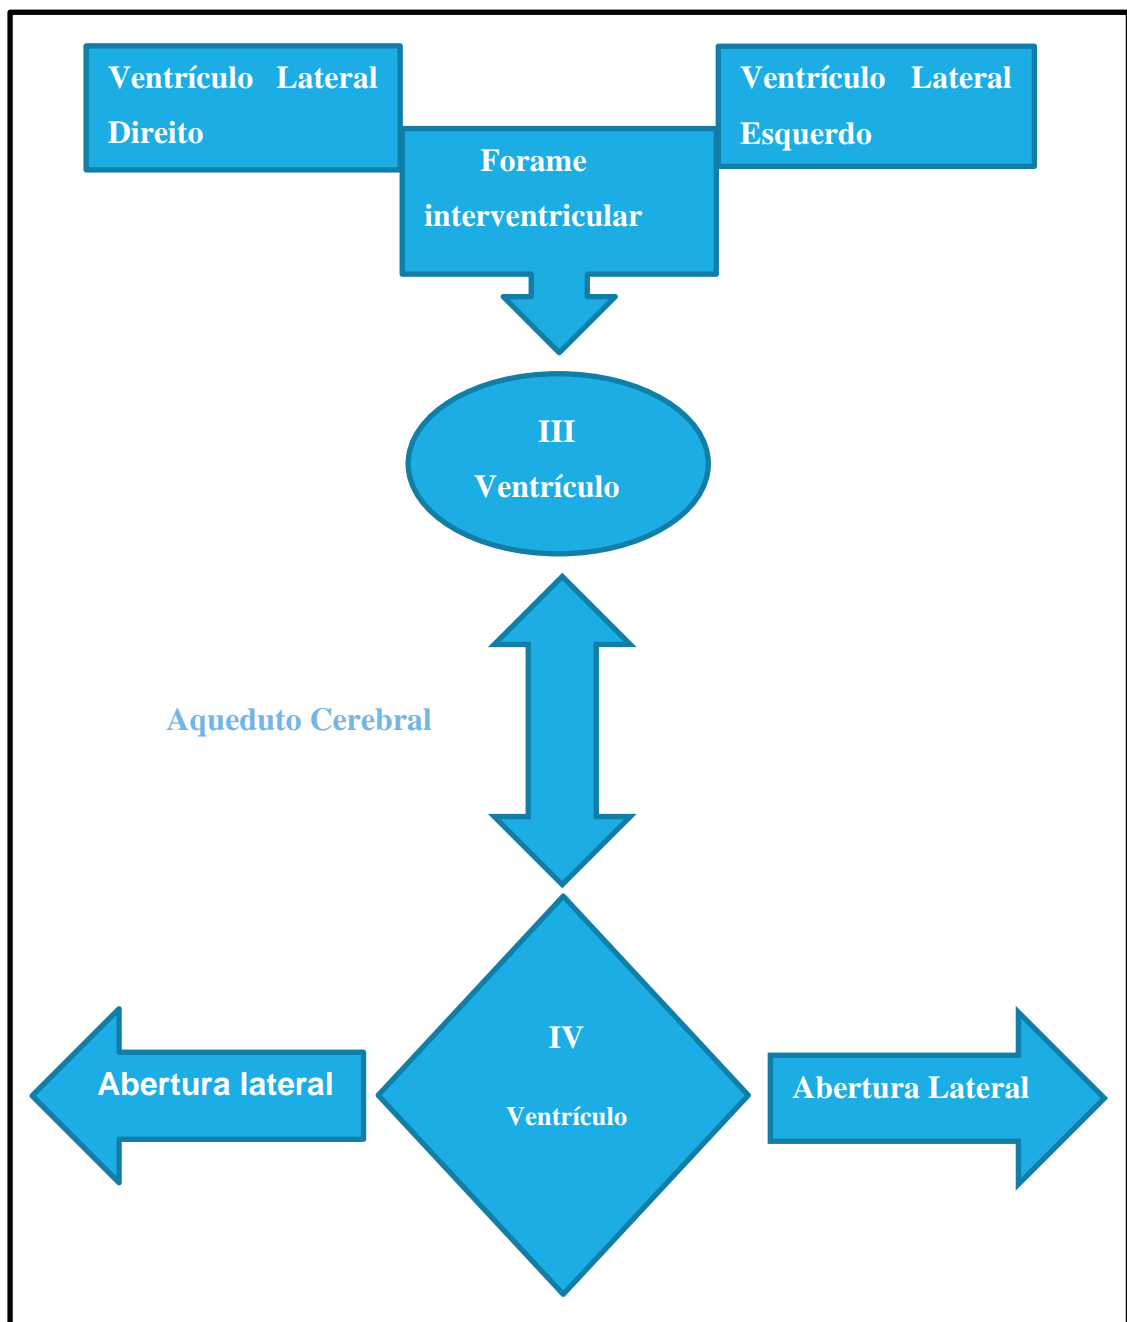 Ventrículo Lateral
Direito
Ventrículo Lateral
Esquerdo
Forame
interventricular
III
Ventrículo
Aqueduto Cerebral
IV
Ventrículo
Abertura lateral
Abertura Lateral